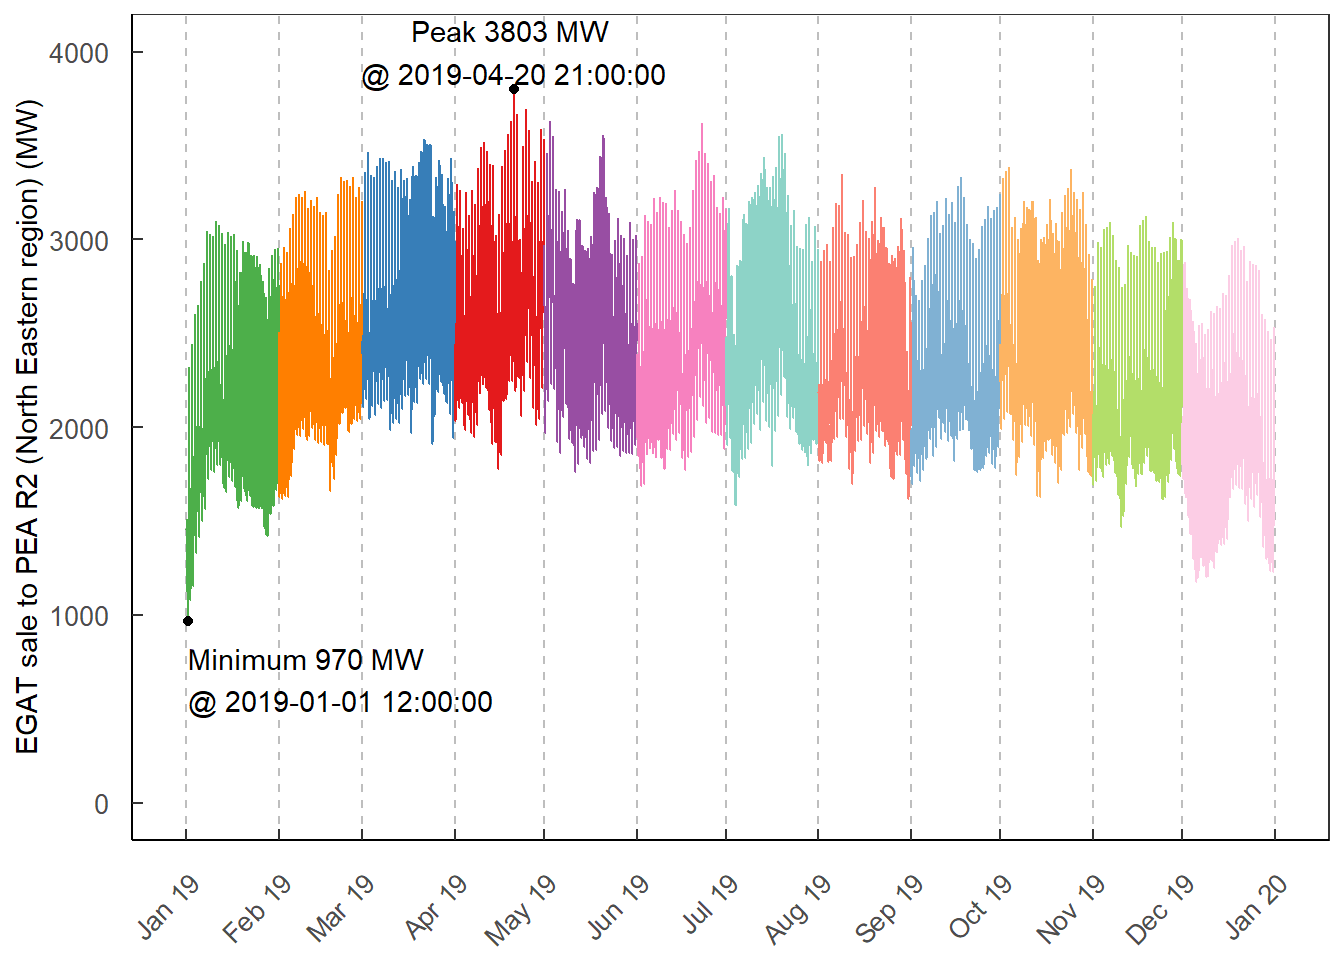 Peak 3803 MW
@ 2019-04-20 21:00:00
4000
3000
2000
1000
0
EGAT sale to PEA R2 (North Eastern region) (MW)
Minimum 970 MW
@ 2019-01-01 12:00:00
Jan 19
Feb 19
Mar 19
Apr 19
May 19
Jun 19
Jul 19
Aug 19
Sep 19
Oct 19
Nov 19
Dec 19
Jan 20